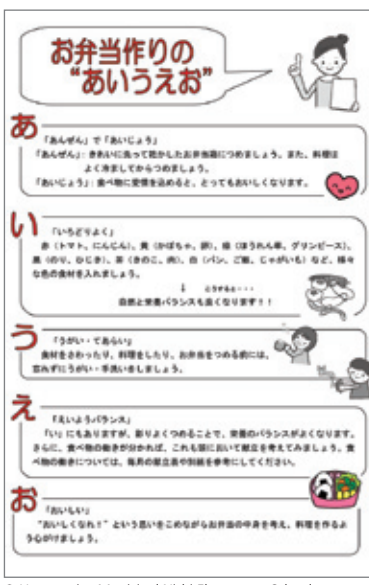 お弁当作りの
“あいうえお”
あ
「あんぜん」で「あいじょう」
「あんぜん」：きれいに洗って乾かしたお弁当箱につめましょう。また、料理は
よく冷ましてからつめましょう。
「あいじょう」：食べ物に愛情を込めると、とってもおいしくなります。
い
「いろどりよく」
赤（トマト、にんじん）、黄（かぼちゃ、卵）、緑（ほうれん草、グリンピース）、
黒（のり、ひじき）、茶（きのこ、肉）、白（パン、ご飯、じゃがいも）など、様々
な色の食材を入れましょう。
↓ こうすると・・・
自然と栄養バランスも良くなります！！
う
「うがい・てあらい」
食材をさわったり、料理をしたり、お弁当をつめる前には、
忘れずにうがい・手洗いをしましょう。
え
「えいようバランス」
「い」にもありますが、彩りよくつめることで、栄養のバランスがよくなります。
さらに、食べ物の働きが分かれば、これも頭において献立を考えてみましょう。食
べ物の働きについては、毎月の献立表や別紙を参考にしてください。
お
「おいしい」
“おいしくなれ！”という思いをこめながらお弁当の中身を考え、料理を作るよ
う心がけましょう。